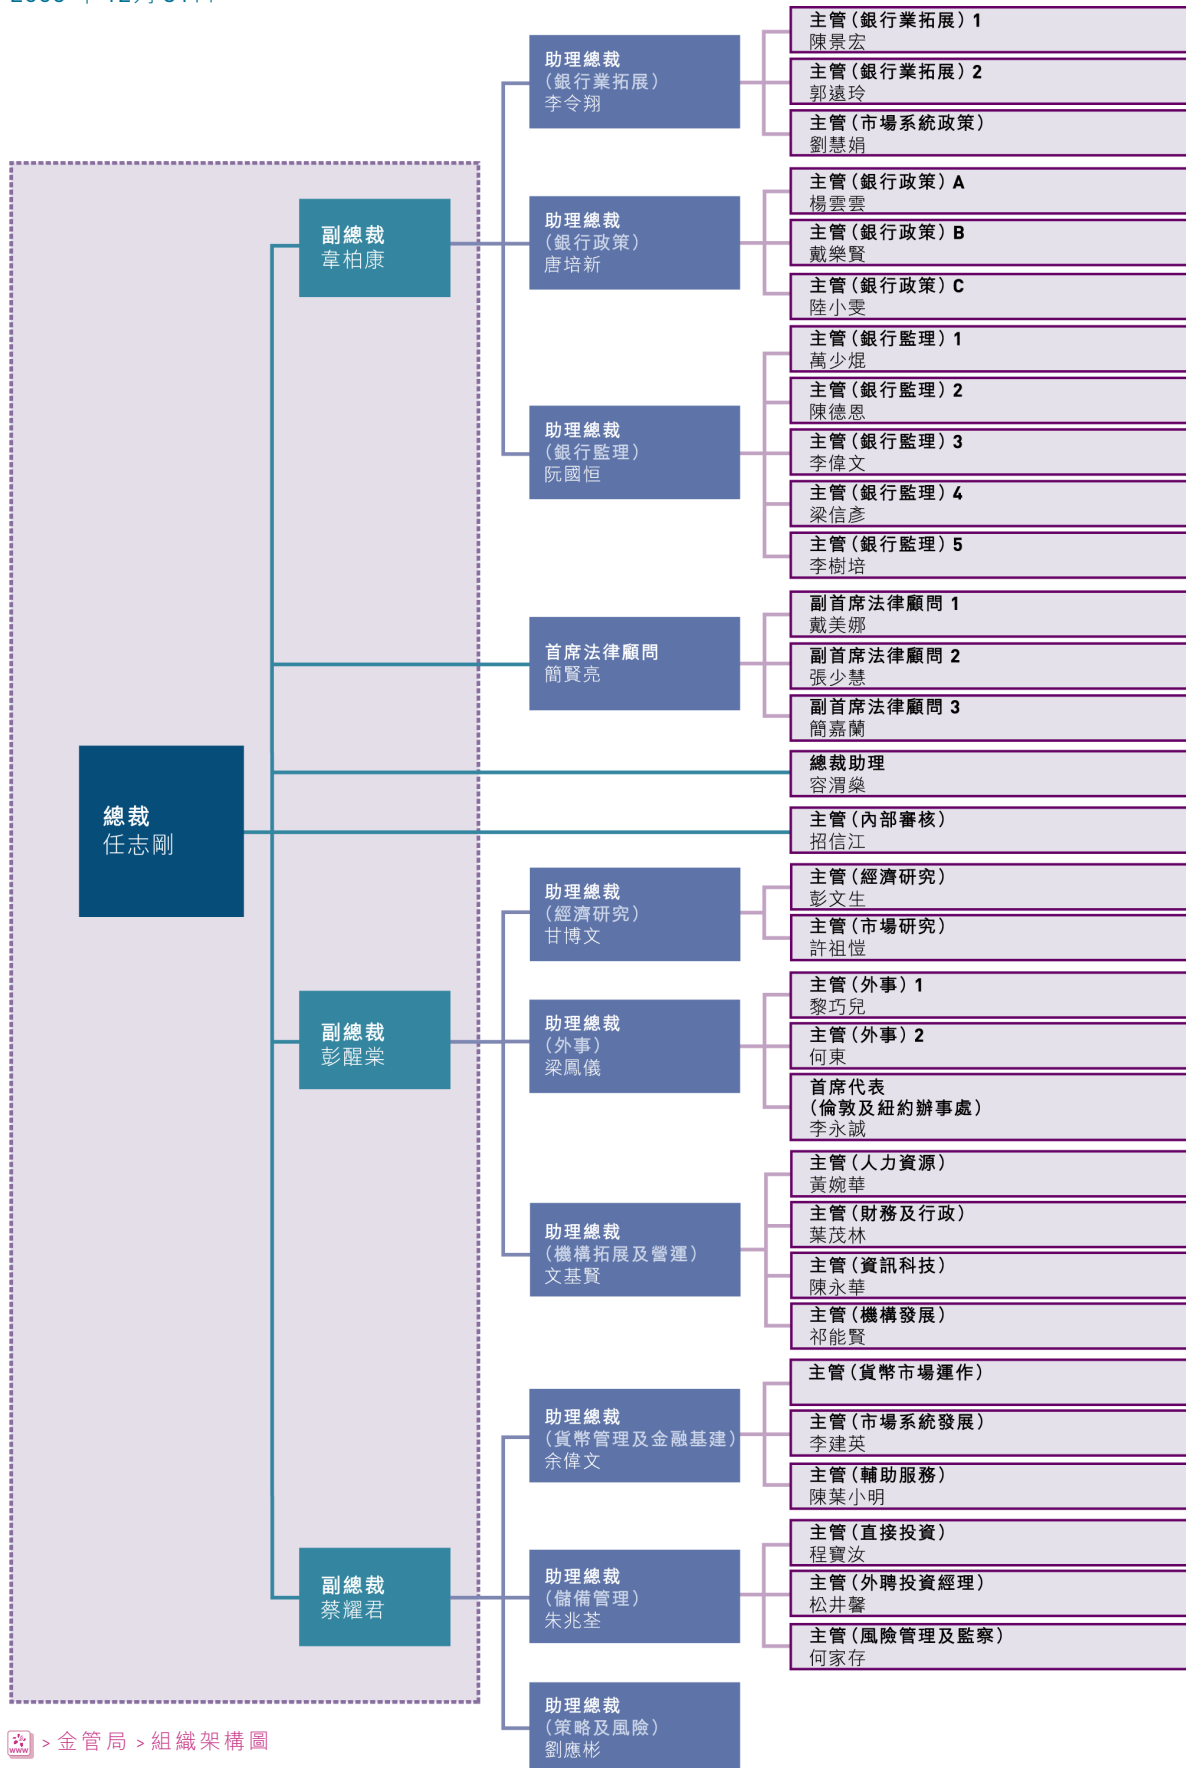 主管(銀行業拓展) 1
陳景宏
助理總裁
(銀行業拓展)
李令翔
主管(銀行業拓展) 2
郭遠玲
主管(市場系統政策)
劉慧娟
副總裁
韋柏康
助理總裁
(銀行政策)
唐培新
主管(銀行政策) A
楊雲雲
主管(銀行政策) B
戴樂賢
主管(銀行政策) C
陸小雯
助理總裁
(銀行監理)
阮國恒
主管(銀行監理) 1
萬少焜
主管(銀行監理) 2
陳德恩
主管(銀行監理) 3
李偉文
主管(銀行監理) 4
梁信彥
主管(銀行監理) 5
李樹培
首席法律顧問
簡賢亮
副首席法律顧問 1
戴美娜
副首席法律顧問 2
張少慧
副首席法律顧問 3
簡嘉蘭
總裁
任志剛
總裁助理
容渭燊
主管(內部審核)
招信江
助理總裁
(經濟研究)
甘博文
主管(經濟研究)
彭文生
主管(市場研究)
許祖愷
副總裁
彭醒棠
助理總裁
(外事)
梁鳳儀
主管(外事) 1
黎巧兒
主管(外事) 2
何東
首席代表
(倫敦及紐約辦事處)
李永誠
助理總裁
(機構拓展及營運)
文基賢
主管(人力資源)
黃婉華
主管(財務及行政)
葉茂林
主管(資訊科技)
陳永華
主管(機構發展)
祁能賢
助理總裁
(貨幣管理及金融基建)
余偉文
主管(貨幣市場運作)
主管(市場系統發展)
李建英
主管(輔助服務)
陳葉小明
副總裁
蔡耀君
助理總裁
(儲備管理)
朱兆荃
主管(直接投資)
程寶汝
主管(外聘投資經理)
松井馨
主管(風險管理及監察)
何家存
助理總裁
(策略及風險)
劉應彬
www > 金管局 > 組織架構圖